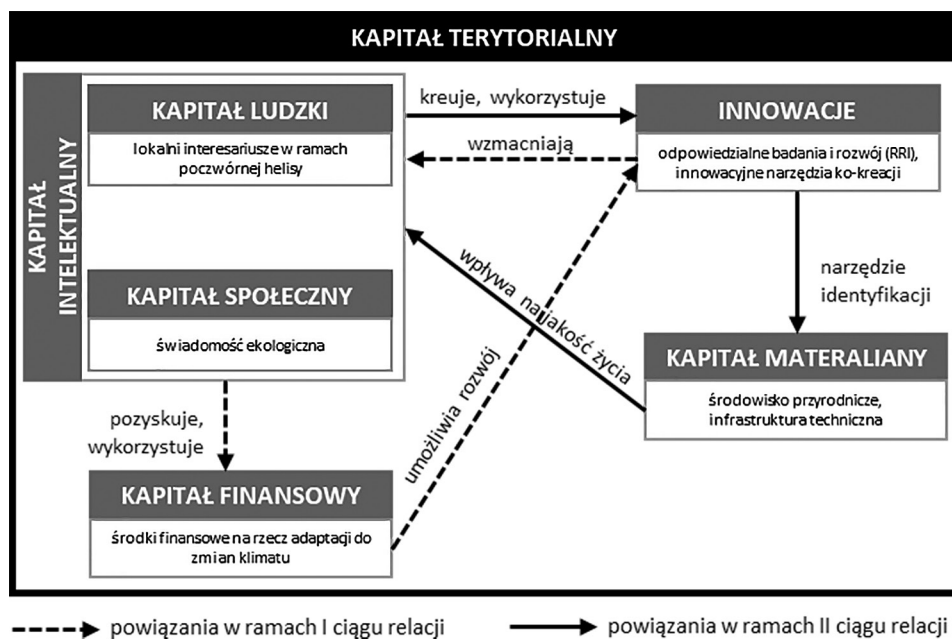 KAPITAŁ TERYTORIALNY
KAPITAŁ
INTELEKTUALNY
KAPITAŁ LUDZKI
lokalni interesariusze w ramach
poczwórnej helisy
kreuje, wykorzystuje
wzmacniają
INNOWACJE
odpowiedzialne badania i rozwój (RRI),
innowacyjne narzędzia ko-kreacji
KAPITAŁ SPOŁECZNY
świadomość ekologiczna
wpływa na jakość życia
narzędzie
identyfikacji
KAPITAŁ MATERALIANY
środowisko przyrodnicze,
infrastruktura techniczna
pozyskuje,
wykorzystuje
umożliwia rozwój
KAPITAŁ FINANSOWY
środki finansowe na rzecz adaptacji do
zmian klimatu
powiązania w ramach I ciągu relacji
powiązania w ramach II ciągu relacji